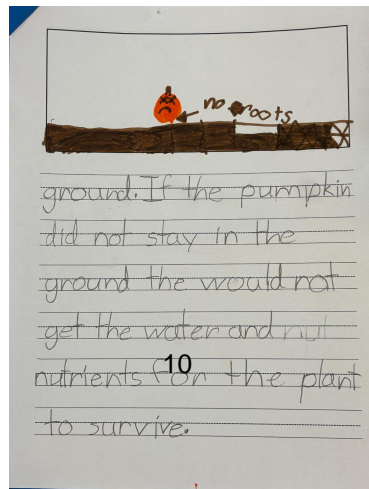 no roots
ground. If the pumpkin
did not stay in the
ground the would not
get the water and nut
10
nutrients for the plant
to survive.